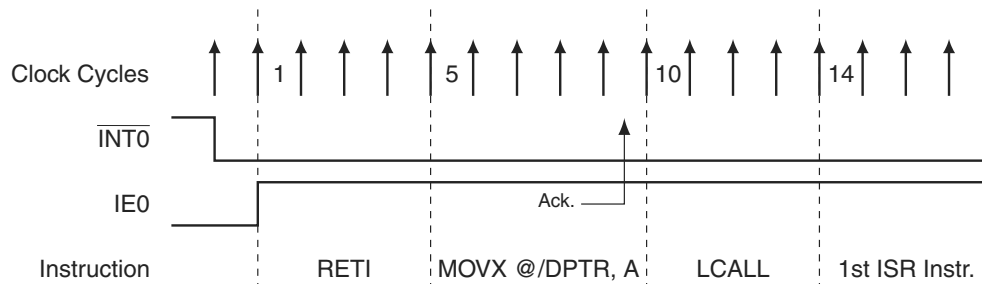 Clock Cycles 1 5 10 14
INT0
IE0
Ack.
Instruction RETI MOVX @/DPTR, A LCALL 1st ISR Instr.